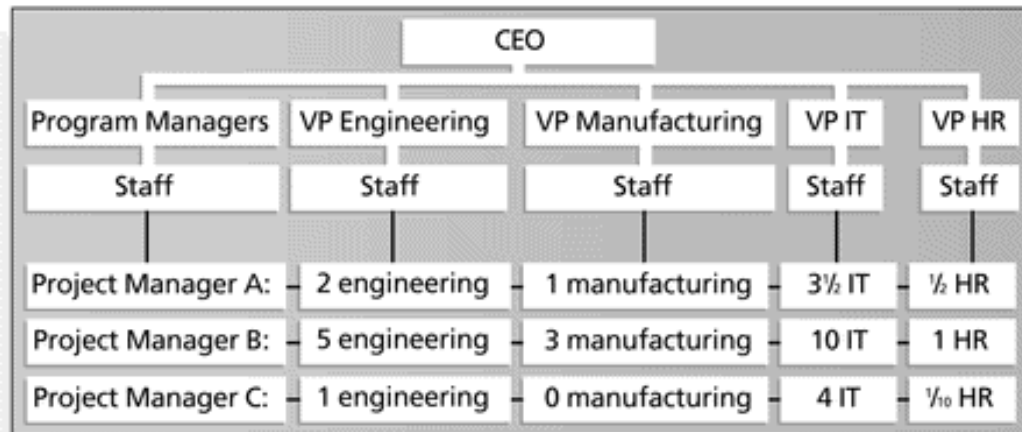 CEO
Program Managers VP Engineering VP Manufacturing VP IT VP HR
Staff Staff Staff Staff Staff
Project Manager A: 2 engineering 1 manufacturing 3½ IT ½ HR
Project Manager B: 5 engineering 3 manufacturing 10 IT 1 HR
Project Manager C: 1 engineering 0 manufacturing 4 IT 1/10 HR